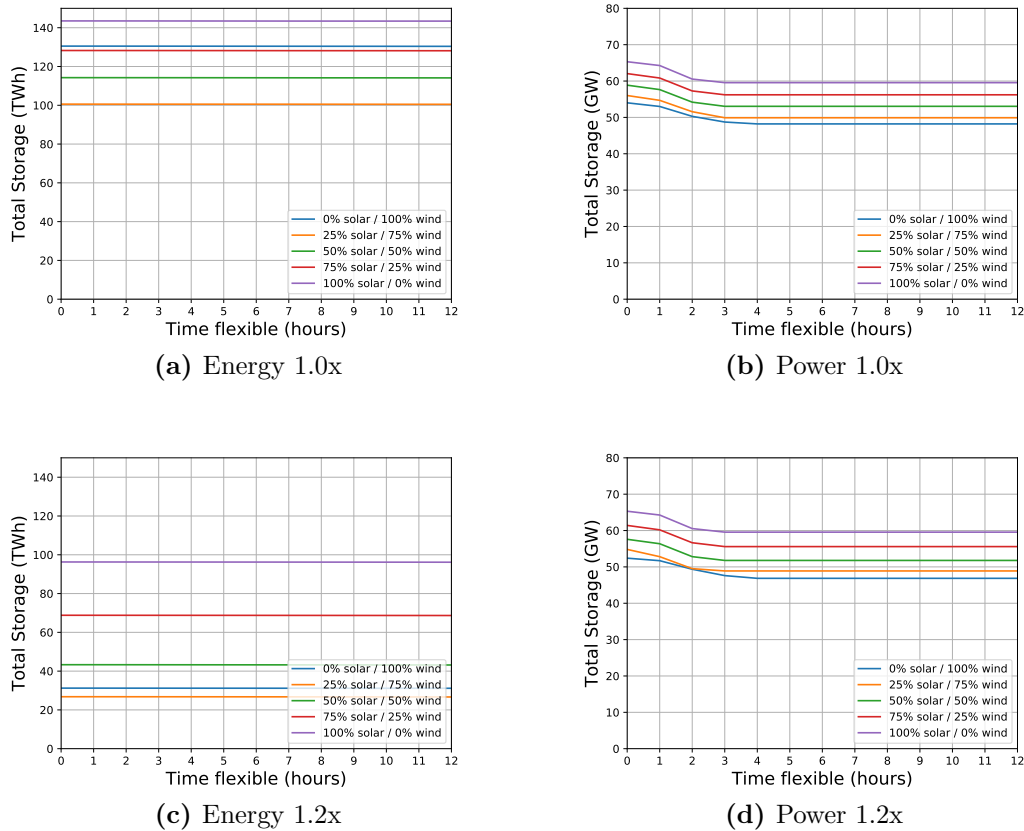 140
120
100
80
60
40
20
0
Total Storage (TWh)
0% solar / 100% wind
25% solar / 75% wind
50% solar / 50% wind
75% solar / 25% wind
100% solar / 0% wind
0 1 2 3 4 5 6 7 8 9 10 11 12
Time flexible (hours)
(a) Energy 1.0x
80
70
60
50
40
30
20
10
0
Total Storage (GW)
0% solar / 100% wind
25% solar / 75% wind
50% solar / 50% wind
75% solar / 25% wind
100% solar / 0% wind
0 1 2 3 4 5 6 7 8 9 10 11 12
Time flexible (hours)
(b) Power 1.0x
140
120
100
80
60
40
20
0
Total Storage (TWh)
0% solar / 100% wind
25% solar / 75% wind
50% solar / 50% wind
75% solar / 25% wind
100% solar / 0% wind
0 1 2 3 4 5 6 7 8 9 10 11 12
Time flexible (hours)
(c) Energy 1.2x
80
70
60
50
40
30
20
10
0
Total Storage (GW)
0% solar / 100% wind
25% solar / 75% wind
50% solar / 50% wind
75% solar / 25% wind
100% solar / 0% wind
0 1 2 3 4 5 6 7 8 9 10 11 12
Time flexible (hours)
(d) Power 1.2x